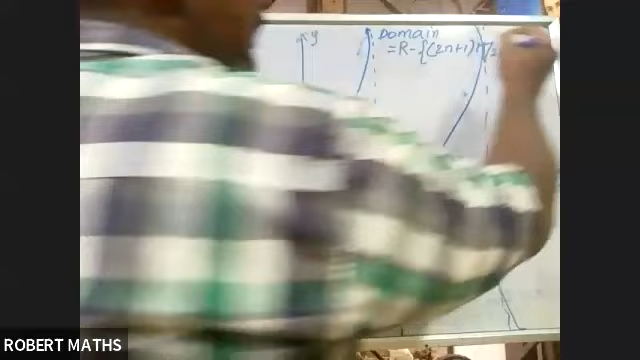 y
Domain
=R-{(2n+1)π/2
ROBERT MATHS